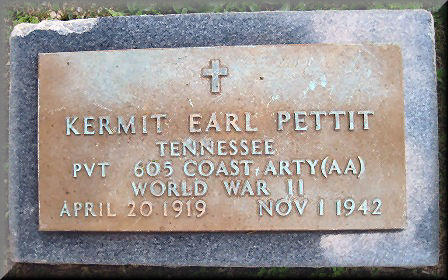 KERMIT EARL PETTIT
TENNESSEE
PVT 605 COAST ARTY(AA)
WORLD WAR II
APRIL 20 1919 NOV 1 1942